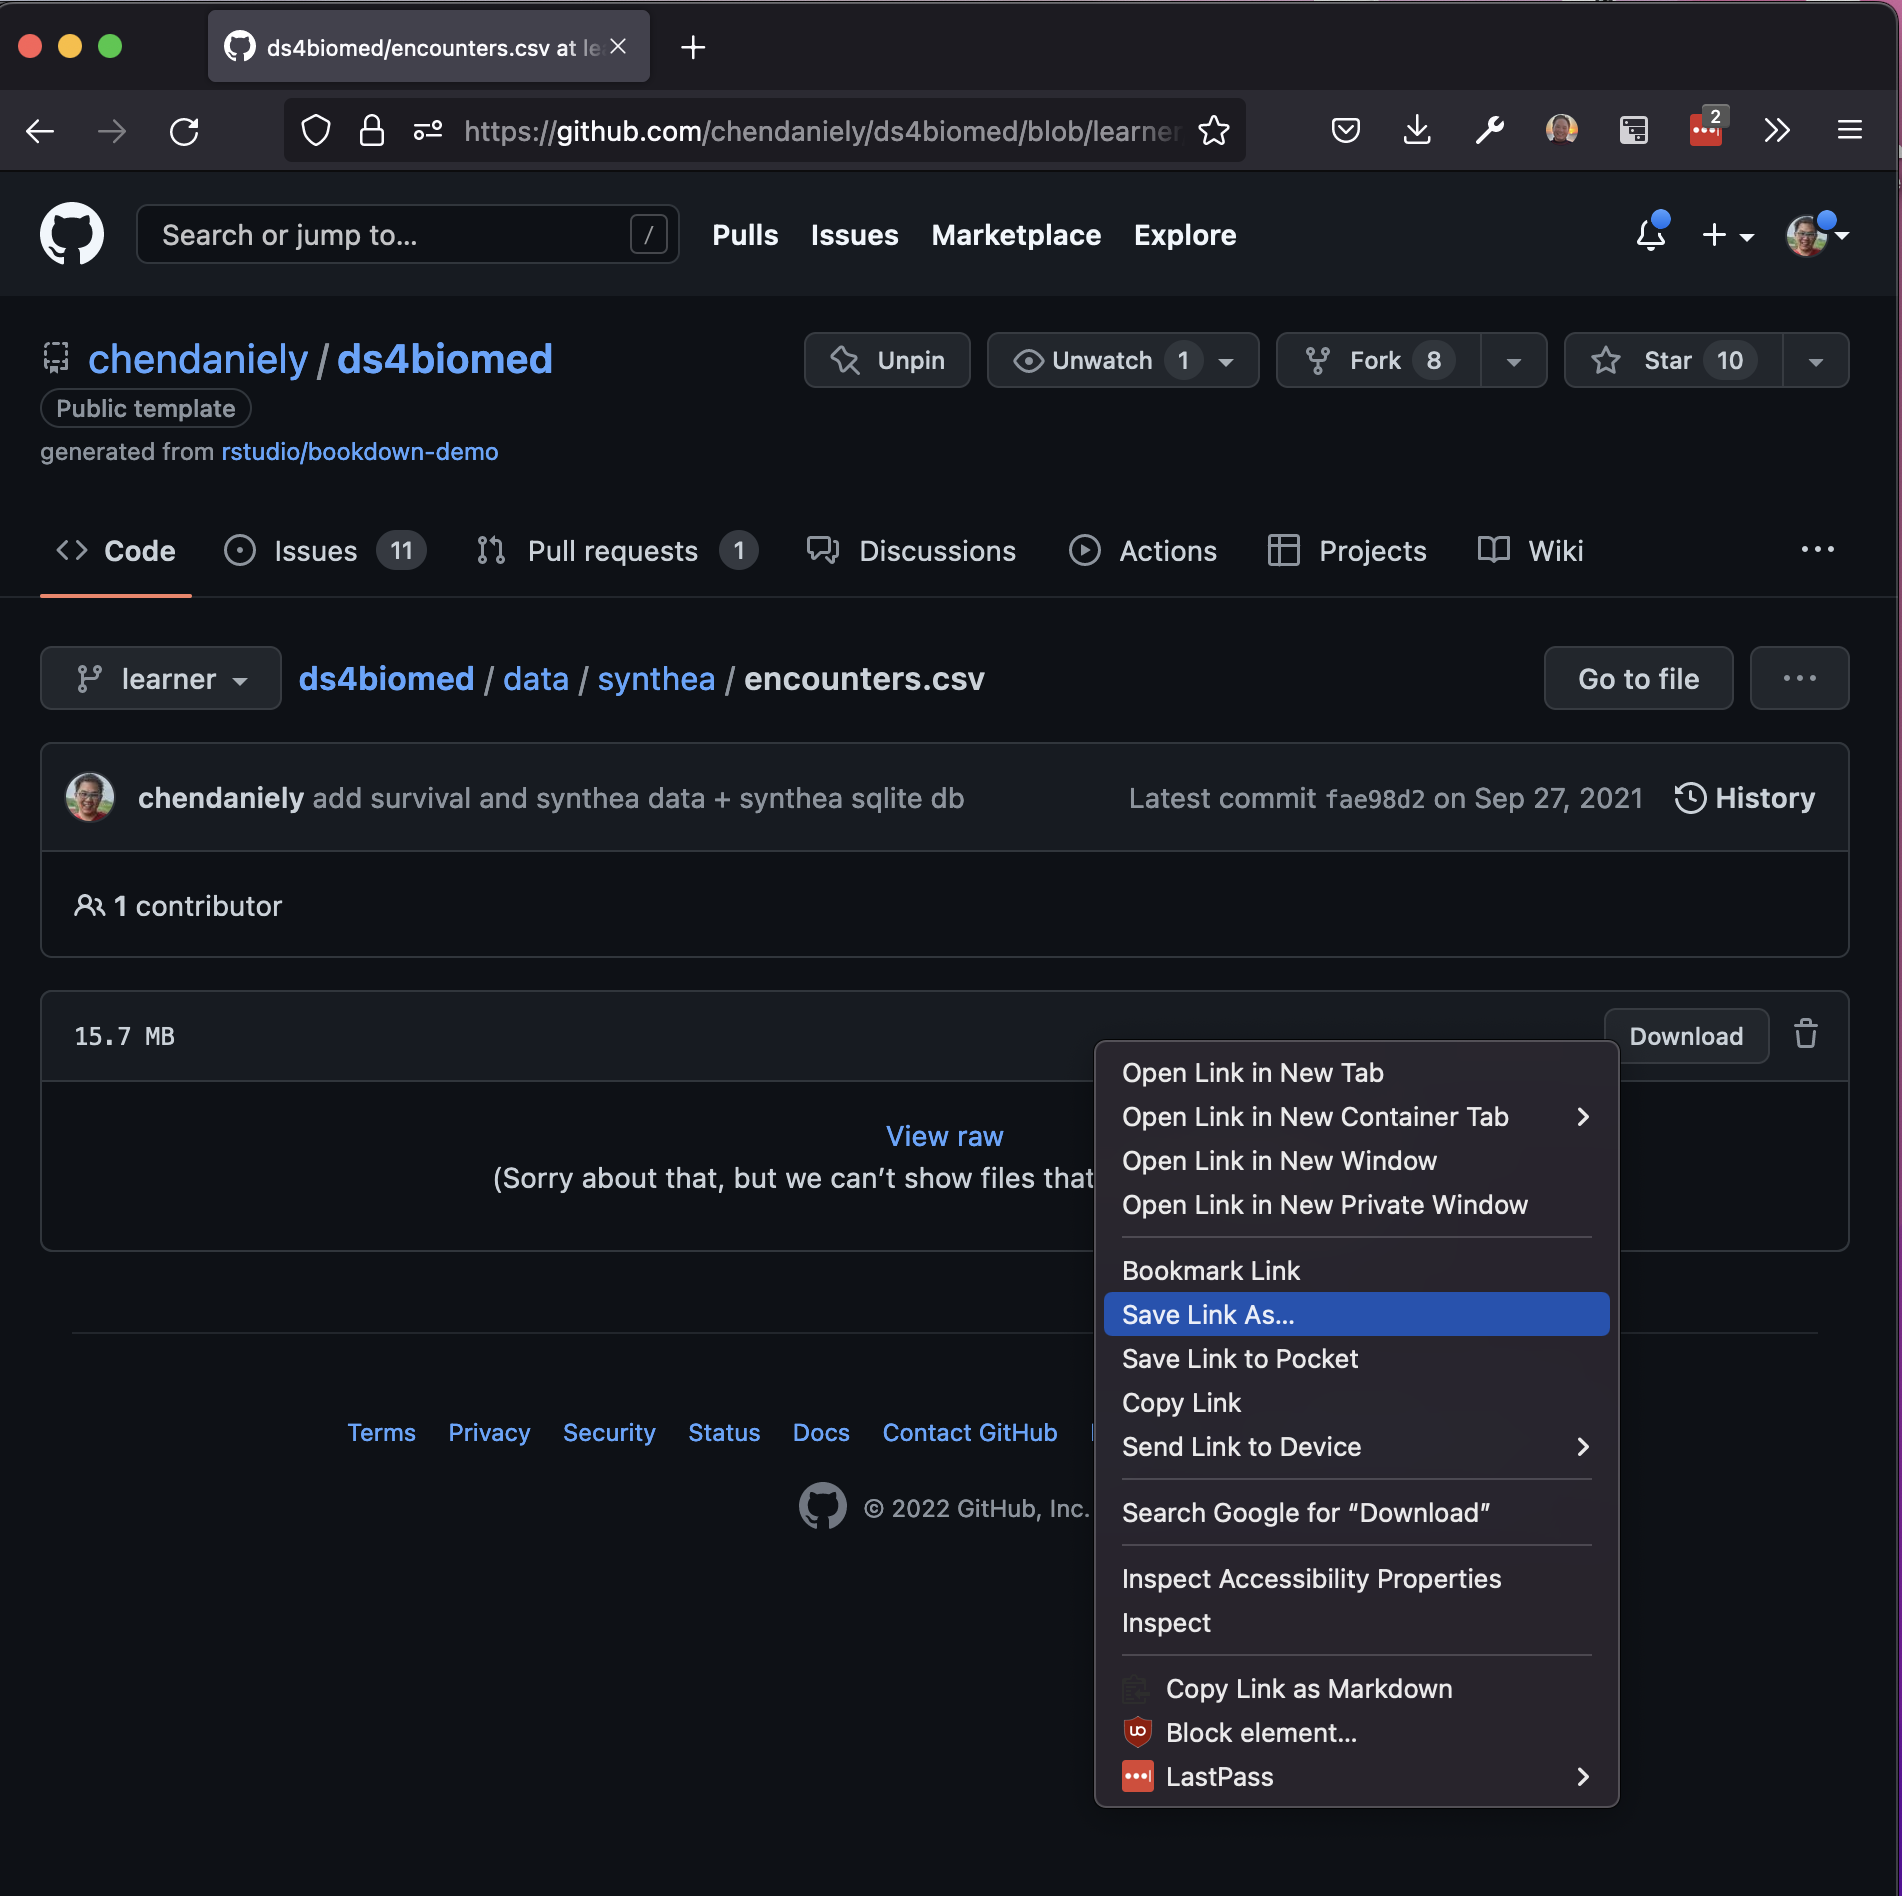 ds4biomed/encounters.csv at le
https://github.com/chendaniely/ds4biomed/blob/learner
2
Search or jump to...
/
Pulls
Issues
Marketplace
Explore
chendaniely / ds4biomed
Unpin
Unwatch 1
Fork 8
Star 10
Public template
generated from rstudio/bookdown-demo
Code
Issues 11
Pull requests 1
Discussions
Actions
Projects
Wiki
learner
ds4biomed / data / synthea / encounters.csv
Go to file
chendaniely add survival and synthea data + synthea sqlite db
Latest commit fae98d2 on Sep 27, 2021
History
1 contributor
15.7 MB
Download
View raw
(Sorry about that, but we can’t show files that
Open Link in New Tab
Open Link in New Container Tab
Open Link in New Window
Open Link in New Private Window
Bookmark Link
Save Link As...
Save Link to Pocket
Copy Link
Send Link to Device
Search Google for “Download”
Inspect Accessibility Properties
Inspect
Copy Link as Markdown
Block element...
LastPass
Terms
Privacy
Security
Status
Docs
Contact GitHub
© 2022 GitHub, Inc.